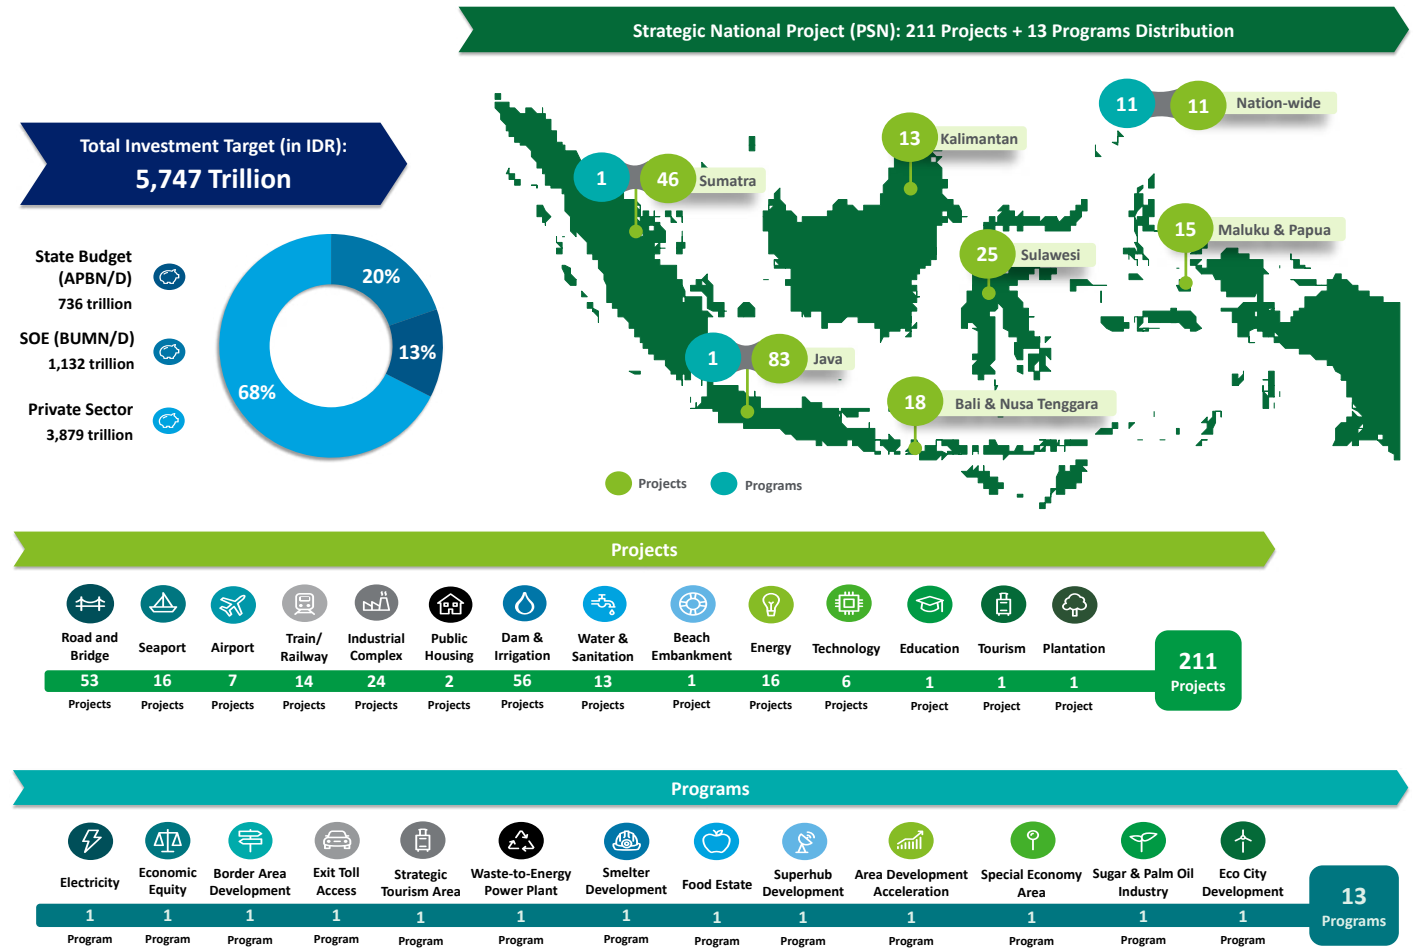 Strategic National Project (PSN): 211 Projects + 13 Programs Distribution
Total Investment Target (in IDR):
5,747 Trillion
State Budget
(APBN/D)
736 trillion
SOE (BUMN/D)
1,132 trillion
Private Sector
3,879 trillion
20%
13%
68%
11
11
Nation-wide
13
Kalimantan
1
46
Sumatra
15
Maluku & Papua
25
Sulawesi
1
83
Java
18
Bali & Nusa Tenggara
Projects
Programs
Projects
Road and
Bridge
53
Projects
Seaport
16
Projects
Airport
7
Projects
Train/
Railway
14
Projects
Industrial
Complex
24
Projects
Public
Housing
2
Projects
Dam &
Irrigation
56
Projects
Water &
Sanitation
13
Projects
Beach
Embankment
1
Project
Energy
16
Projects
Technology
6
Projects
Education
1
Project
Tourism
1
Project
Plantation
1
Project
211
Projects
Programs
Electricity
1
Program
Economic
Equity
1
Program
Border Area
Development
1
Program
Exit Toll
Access
1
Program
Strategic
Tourism Area
1
Program
Waste-to-Energy
Power Plant
1
Program
Smelter
Development
1
Program
Food Estate
1
Program
Superhub
Development
1
Program
Area Development
Acceleration
1
Program
Special Economy
Area
1
Program
Sugar & Palm Oil
Industry
1
Program
Eco City
Development
1
Program
13
Programs